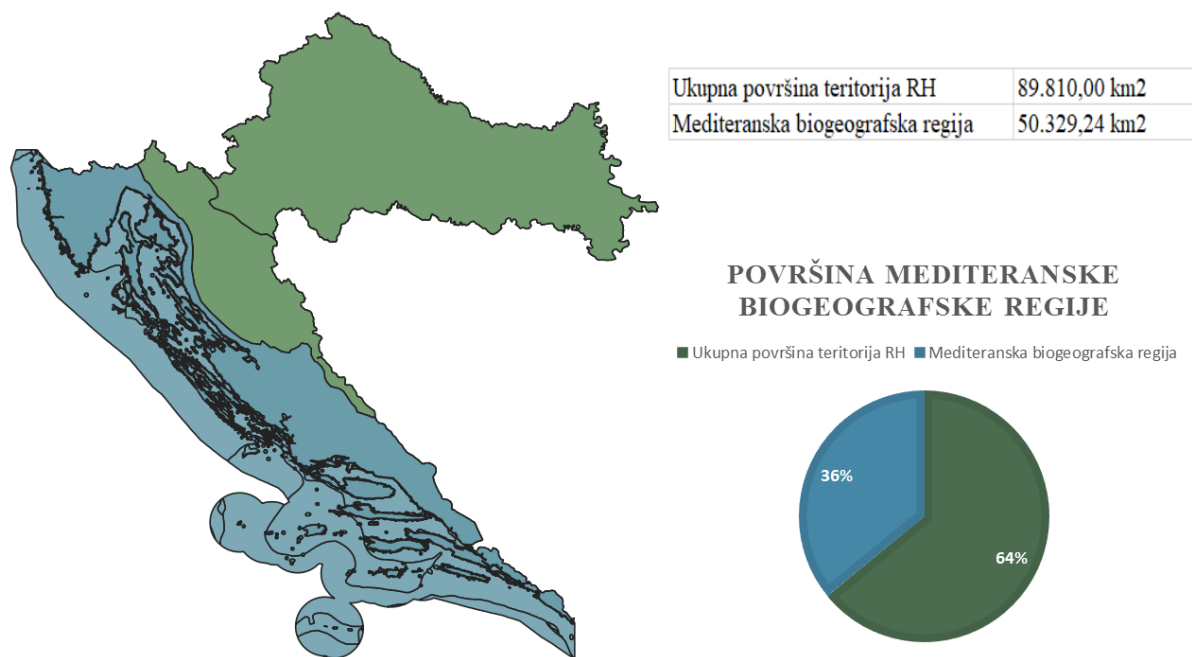 Ukupna površina teritorija RH 89.810,00 km2
Mediteranska biogeografska regija 50.329,24 km2
POVRŠINA MEDITERANSKE
BIOGEOGRAFSKE REGIJE
Ukupna površina teritorija RH Mediteranska biogeografska regija
36%
64%